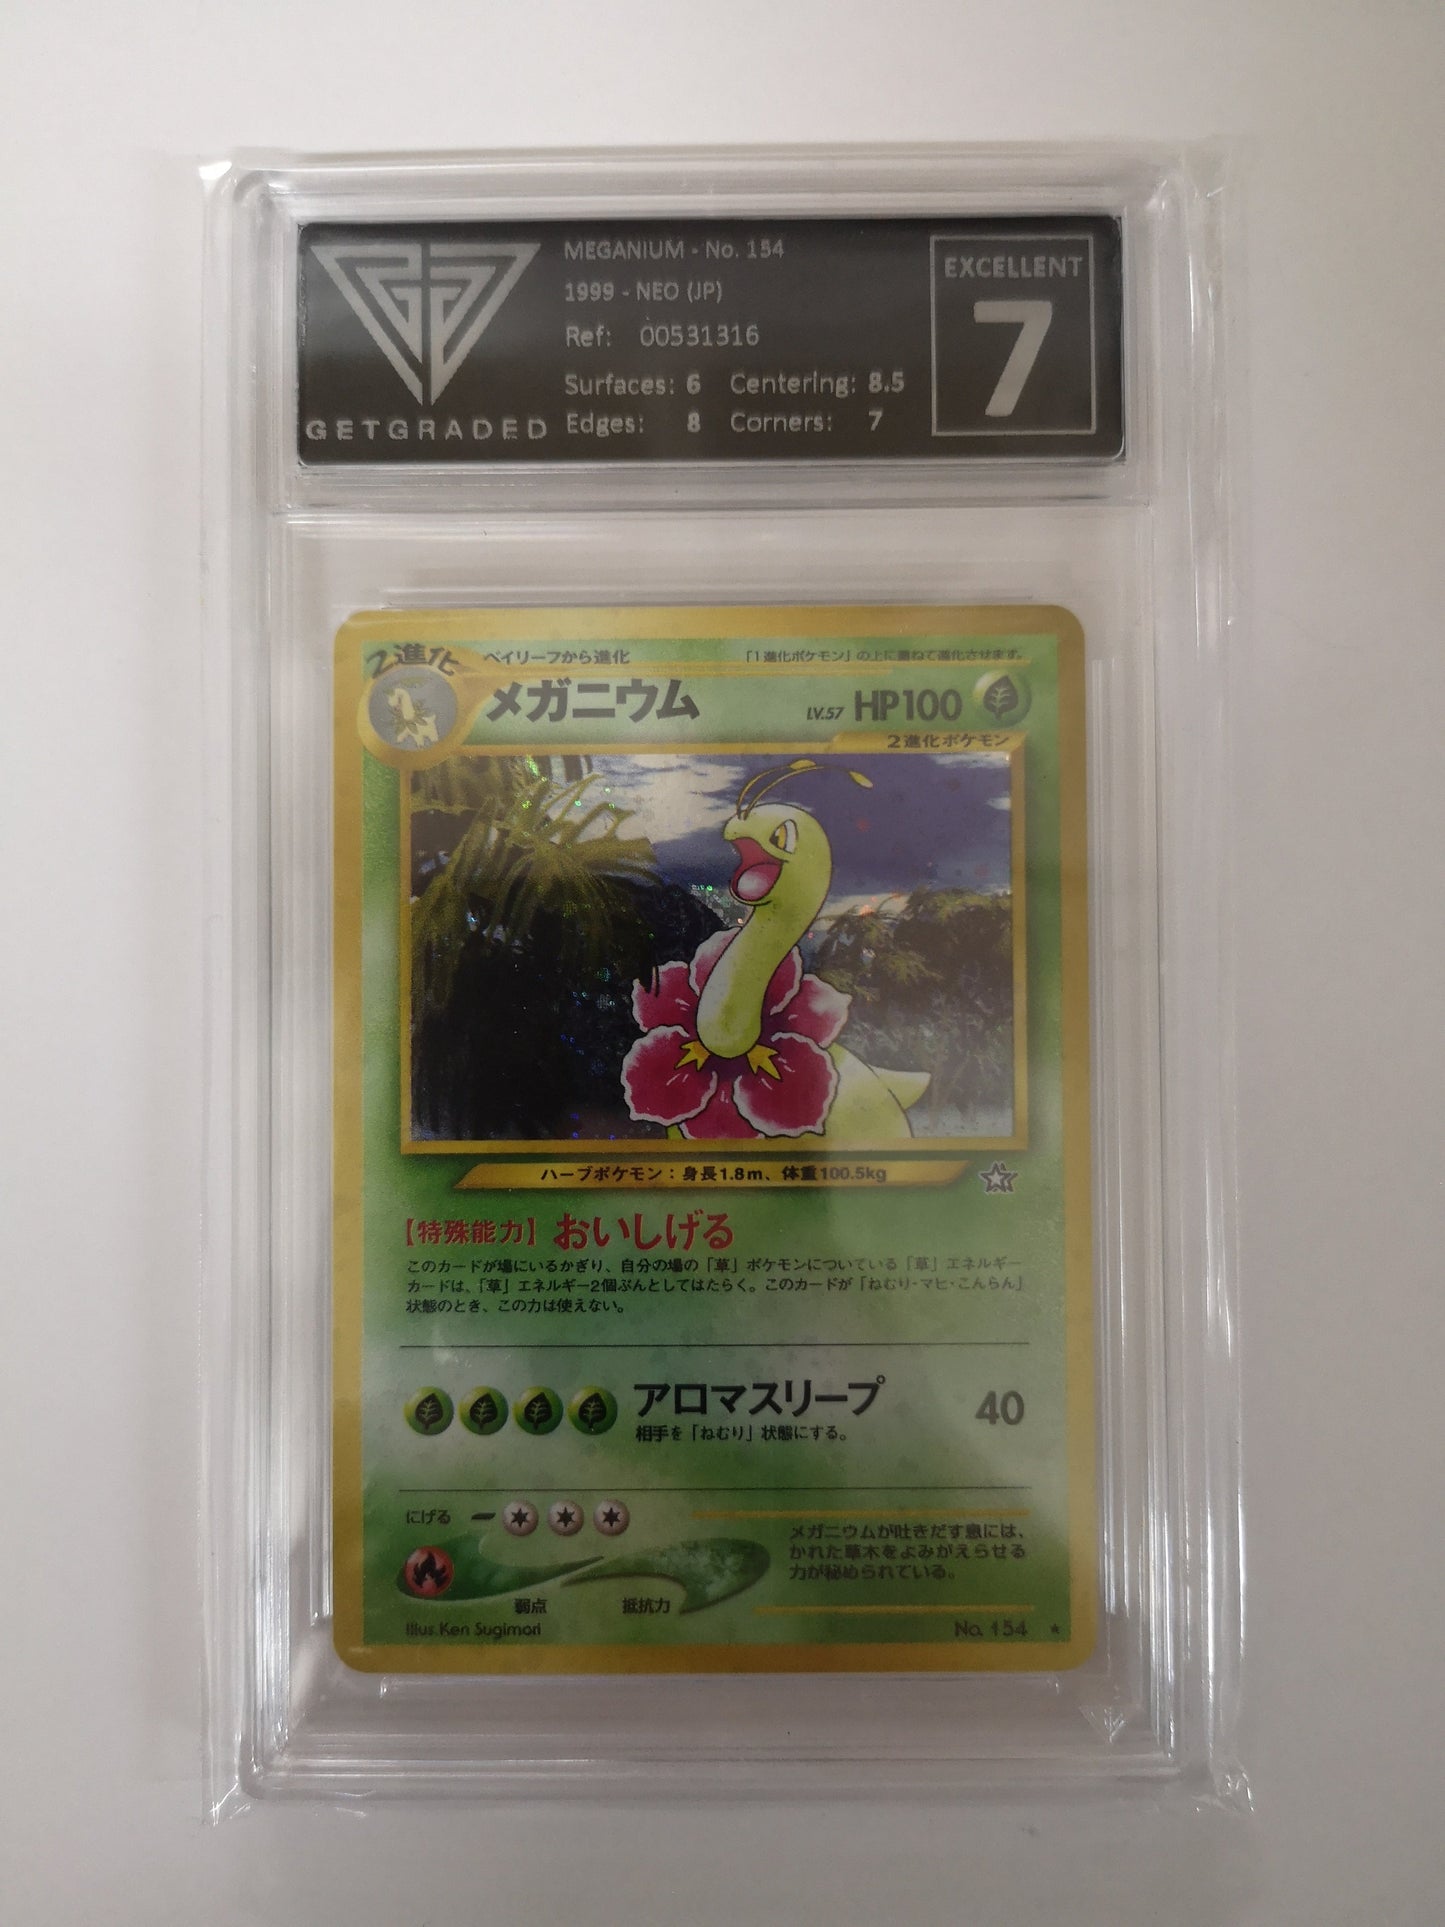 MEGANIUM - No. 154
1999 - NEO (JP)
Ref: 00531316
Surfaces: 6 Centering: 8.5
Edges: 8 Corners: 7
GETGRADED
EXCELLENT
7
2進化
ベイリーフから進化
「1進化ポケモン」の上に重ねて進化させます。
メガニウム
LV.57 HP100
2進化ポケモン
ハーブポケモン:身長1.8m、体重100.5kg
【特殊能力】おいしげる
このカードが場にいるかぎり、自分の場の「草」ポケモンについている「草」エネルギー
カードは、「草」エネルギー2個ぶんとしてはたらく。このカードが「ねむり・マヒ・こんらん」
状態のとき、この力は使えない。
アロマスリープ 40
相手を「ねむり」状態にする。
にげる
弱点 抵抗力
メガニウムが吐きだす息には、
かれた草木をよみがえらせる
力が秘められている。
Illus. Ken Sugimori
No. 154 ★